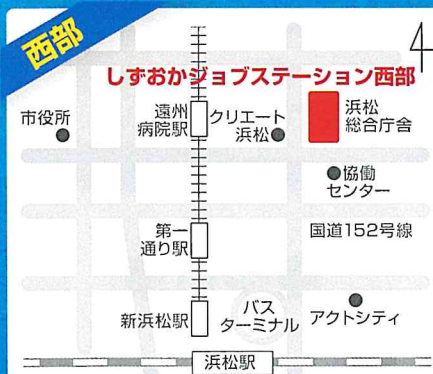 西部
しずおかジョブステーション西部
市役所
遠州
病院駅
クリエート
浜松
浜松
総合庁舎
協働
センター
第一
通り駅
国道152号線
新浜松駅
バス
ターミナル
アクトシティ
浜松駅